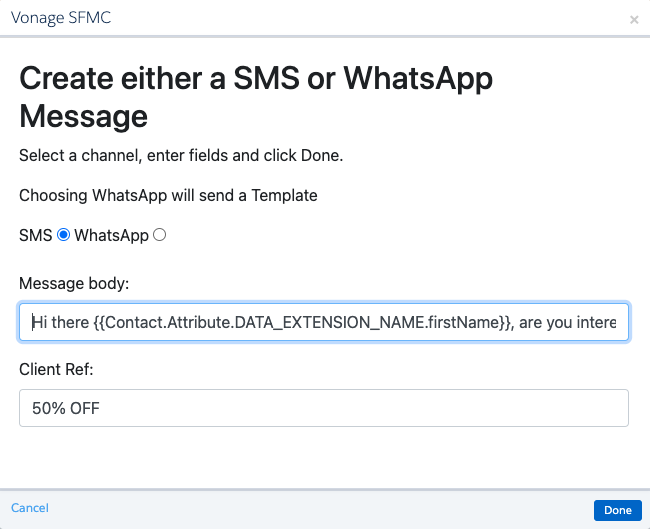 Vonage SFMC
×
Create either a SMS or WhatsApp
Message
Select a channel, enter fields and click Done.
Choosing WhatsApp will send a Template
SMS WhatsApp
Message body:
Hi there {{Contact.Attribute.DATA_EXTENSION_NAME.firstName}}, are you intere
Client Ref:
50% OFF
Cancel
Done